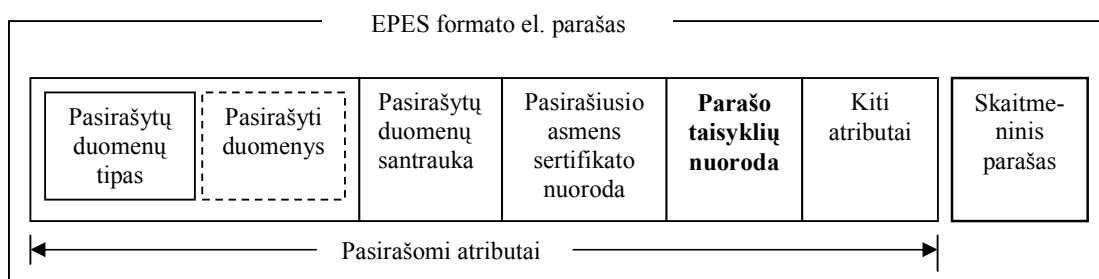 EPES formato el. parašas
Pasirašytų
duomenų
tipas
Pasirašyti
duomenys
Pasirašytų
duomenų
santrauka
Pasirašiusio
asmens
sertifikato
nuoroda
Parašo
taisyklių
nuoroda
Kiti
atributai
Skaitme-
ninis
parašas
Pasirašomi atributai